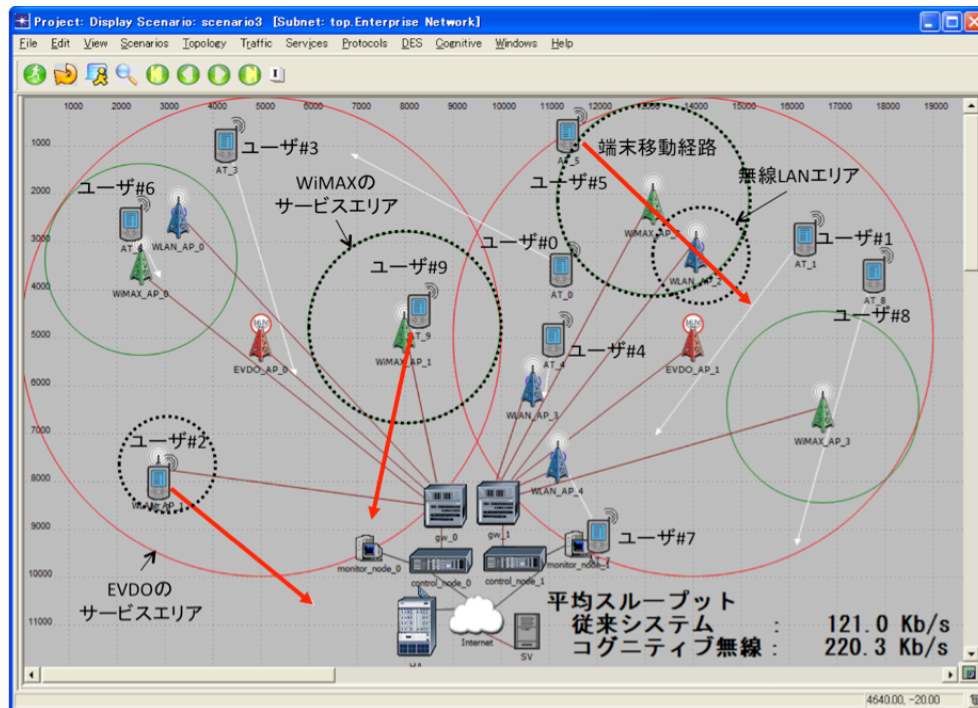 Project: Display Scenario: scenario3 [Subnet: top.Enterprise Network]
File Edit View Scenarios Topology Traffic Services Protocols DES Cognitive Windows Help
1000 2000 3000 4000 5000 6000 7000 8000 9000 10000 11000 12000 13000 14000 15000 16000 17000 18000 19000
1000
2000
3000
4000
5000
6000
7000
8000
9000
10000
11000
ユーザ#3
AT_3
AT_5
端末移動経路
ユーザ#5
無線LANエリア
ユーザ#6
WLAN_AP_0
WiMAX_AP_0
WiMAXの
サービスエリア
ユーザ#9
AT_9
WiMAX_AP_1
ユーザ#0
AT_0
WLAN_AP_2
ユーザ#1
AT_1
AT_8
ユーザ#8
EVDO_AP_0
ユーザ#4
AT_4
EVDO_AP_1
WLAN_AP_3
WiMAX_AP_3
ユーザ#2
WLAN_AP_4
gw_0
gw_1
ユーザ#7
monitor_node_0
monitor_node_1
control_node_0
control_node_1
EVDOの
サービスエリア
Internet
SV
平均スループット
従来システム : 121.0 Kb/s
コグニティブ無線 : 220.3 Kb/s
4640.00, -20.00